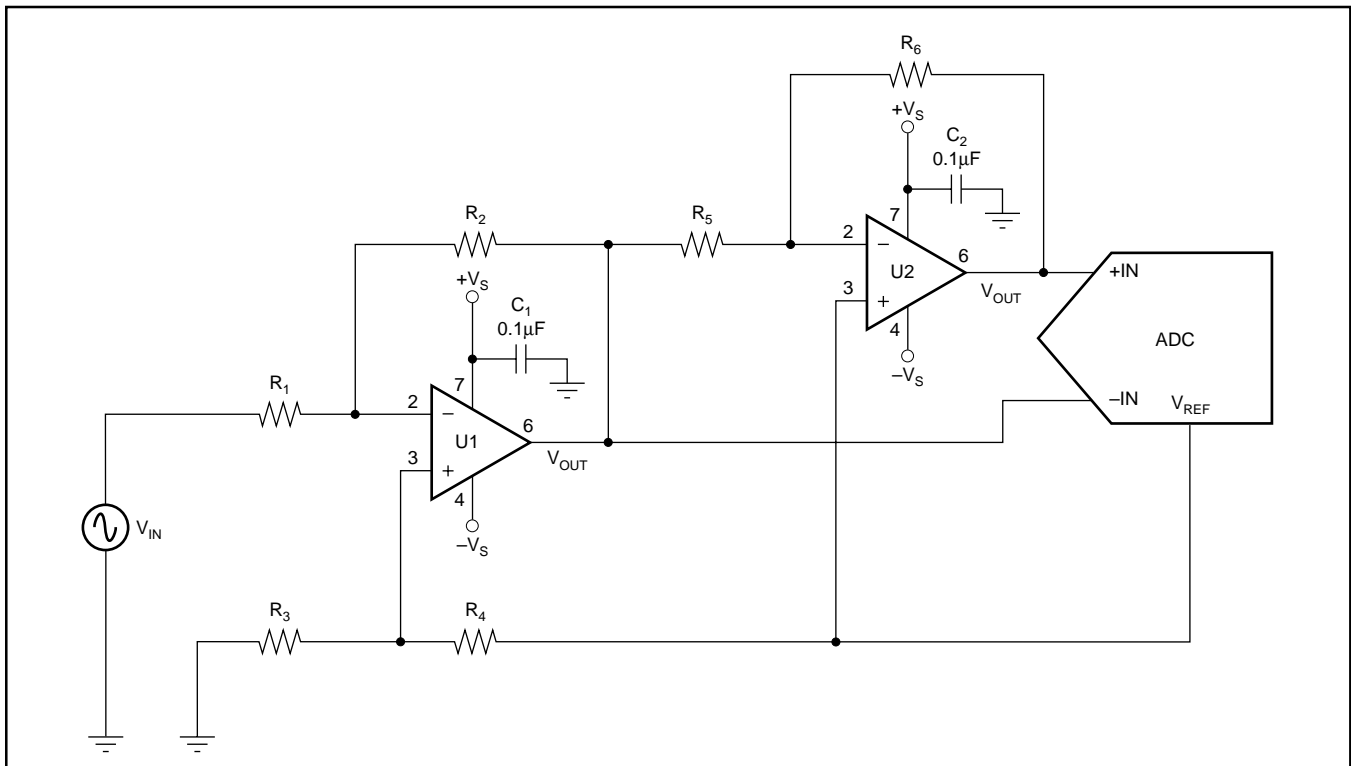 R6
+VS
C2
0.1μF
R2
R5
7
2
–
U2
6
3
+
VOUT
4
–VS
+IN
ADC
–IN
VREF
+VS
C1
0.1μF
R1
7
2
–
U1
6
3
+
VOUT
4
–VS
VIN
R3
R4